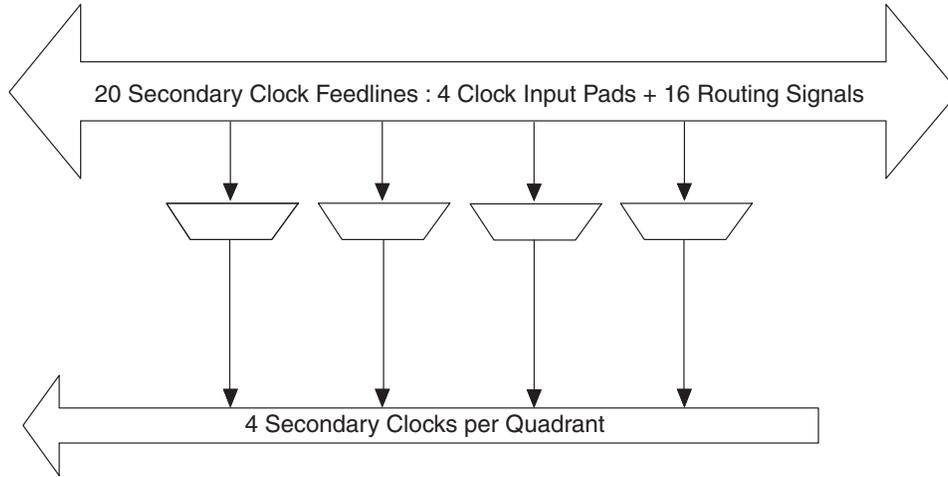 20 Secondary Clock Feedlines : 4 Clock Input Pads + 16 Routing Signals
4 Secondary Clocks per Quadrant